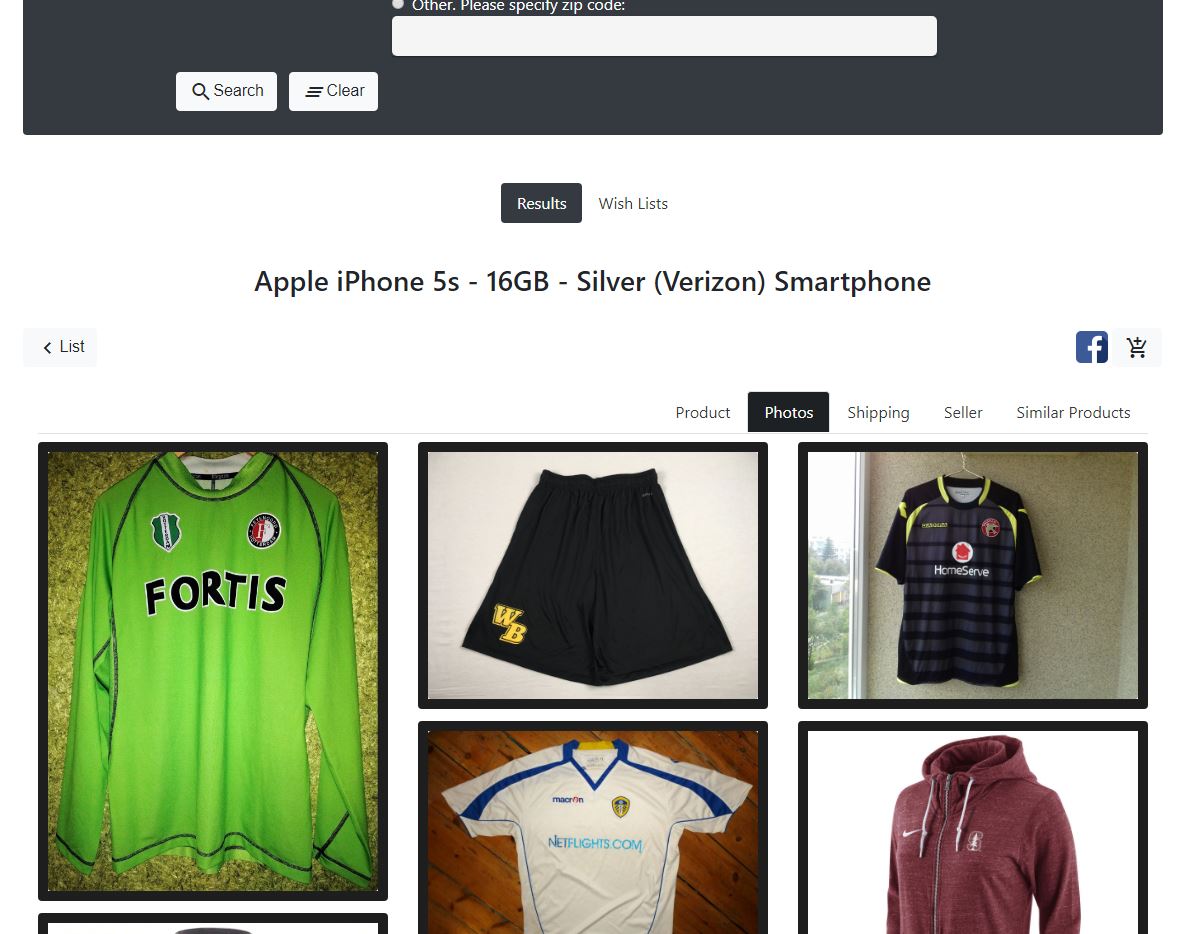 Other. Please specify zip code:
Search
Clear
Results
Wish Lists
Apple iPhone 5s - 16GB - Silver (Verizon) Smartphone
List
Product
Photos
Shipping
Seller
Similar Products
FORTIS
WB
HomeServe
macron
NETFLIGHTS.COM